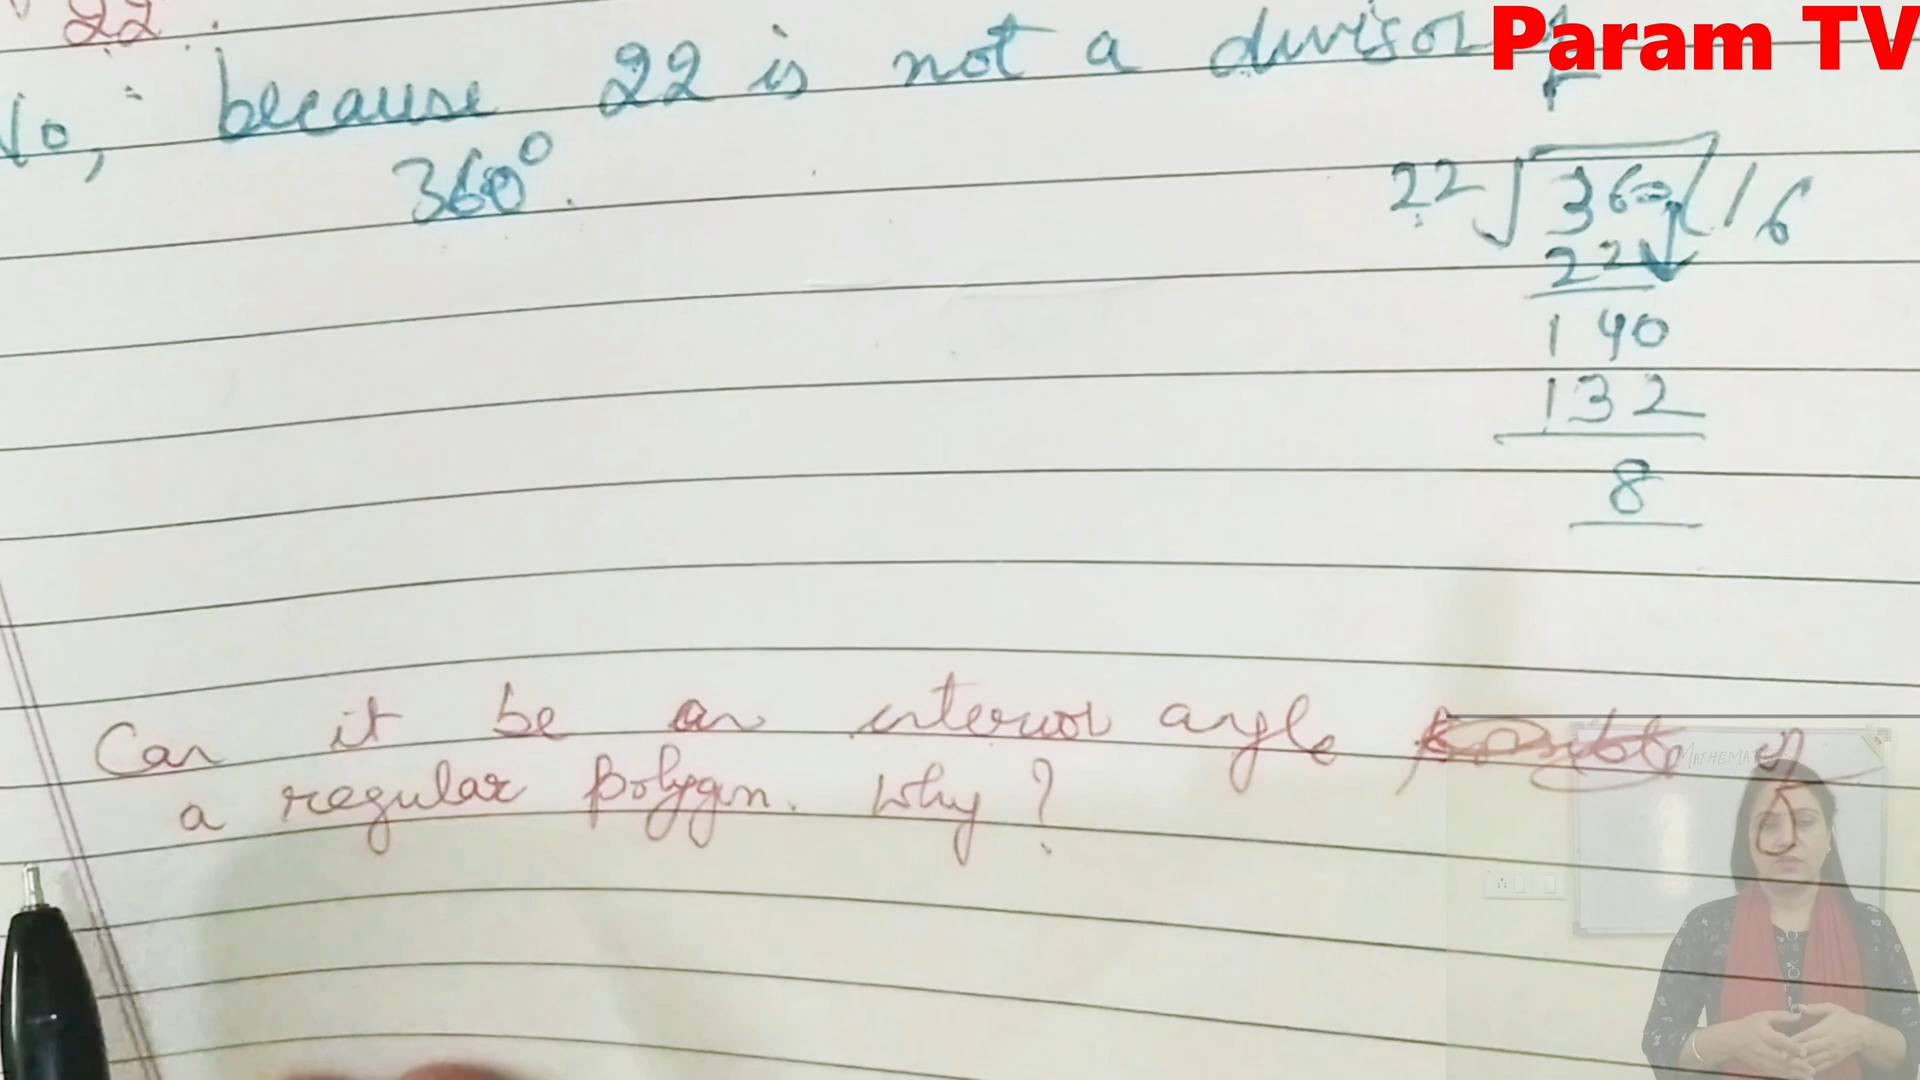 22.
No, because 22 is not a divisor of
360°.
Param TV
22 360 16
22
140
132
8
Can it be an interior angle of
a regular polygon. Why?
MATHEMAT